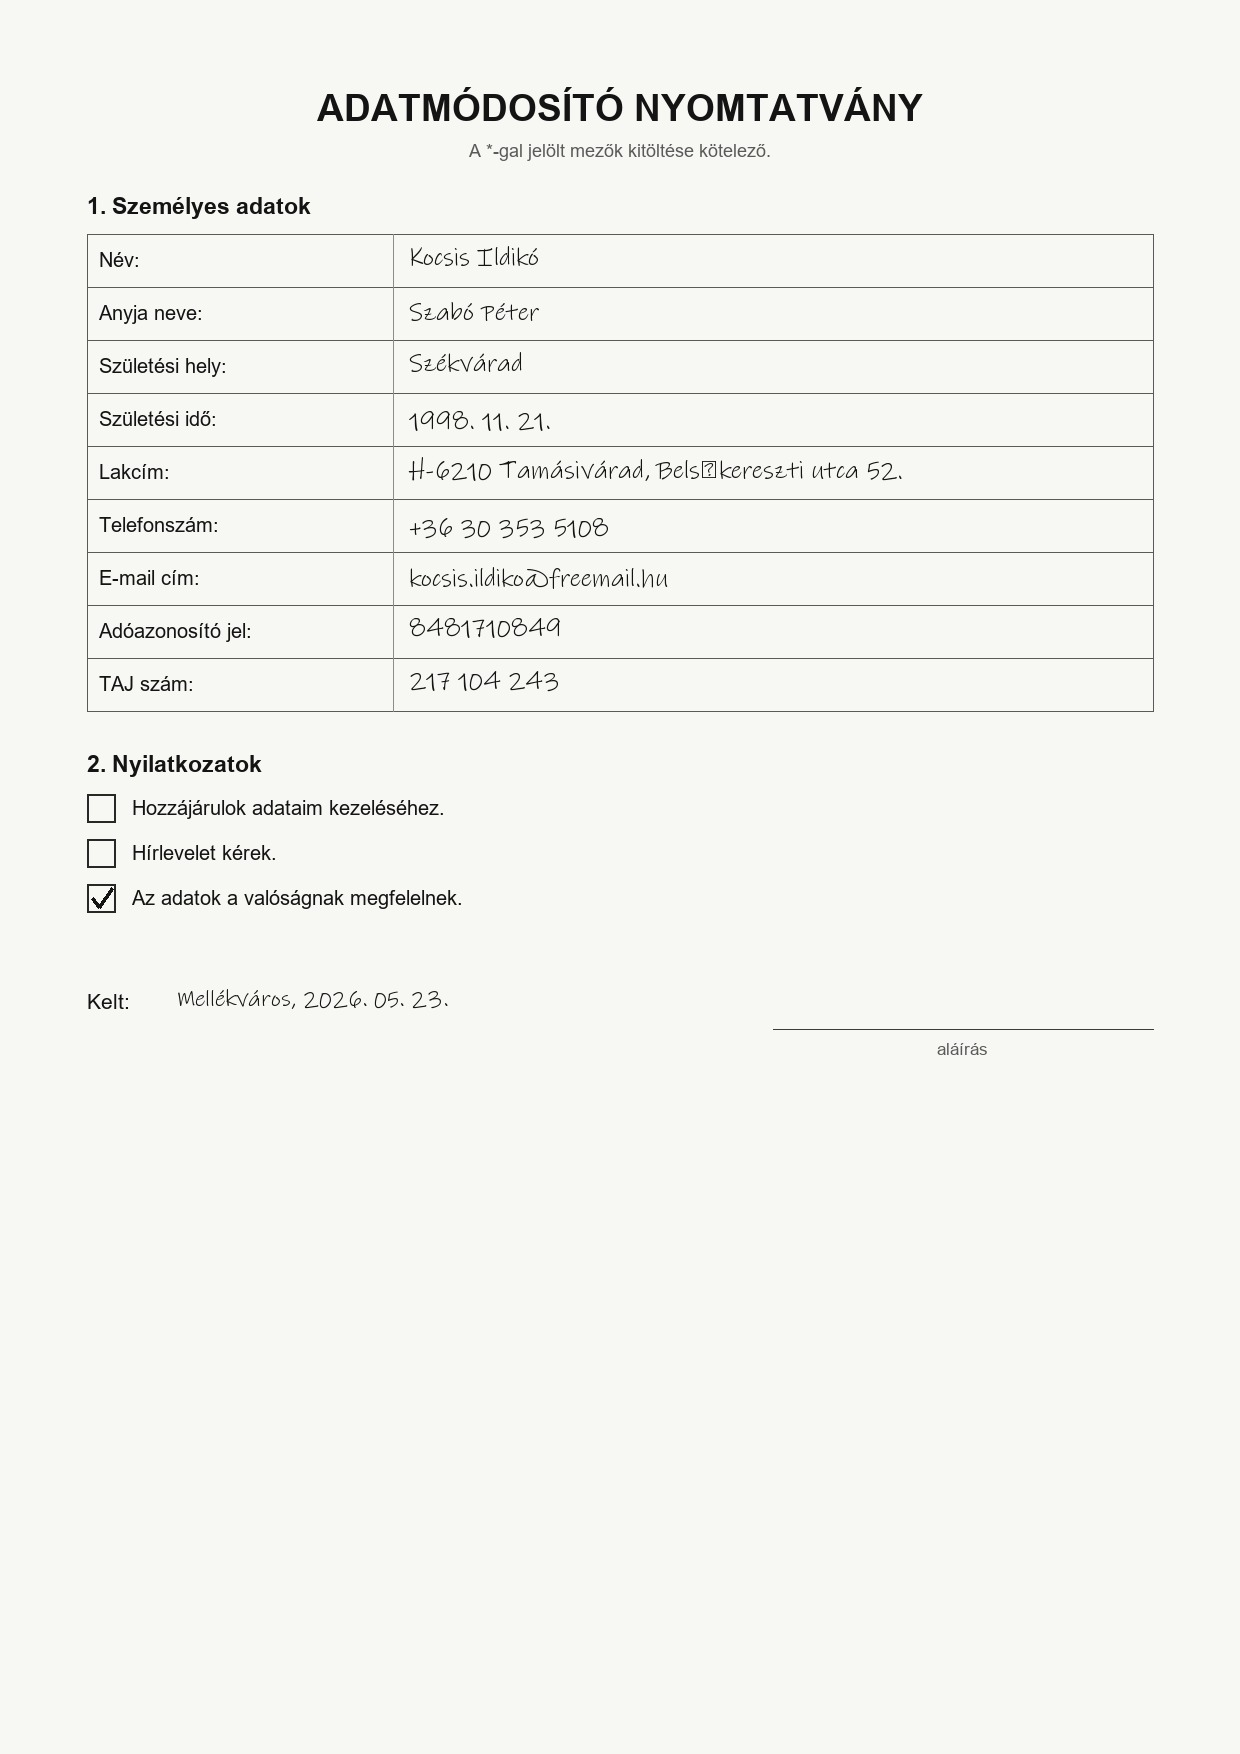 ADATMÓDOSÍTÓ NYOMTATVÁNY
A *-gal jelölt mezők kitöltése kötelező.
1. Személyes adatok
Név: Kocsis Ildikó
Anyja neve: Szabó Péter
Születési hely: Székvárad
Születési idő: 1998. 11. 21.
Lakcím: H-6210 Tamásivárad, utca 52.
Telefonszám: +36 30 353 5108
E-mail cím: kocsis.ildiko@freemail.hu
Adóazonosító jel: 8481710849
TAJ szám: 217 104 243
2. Nyilatkozatok
Hozzájárulok adataim kezeléséhez.
Hírlevelet kérek.
Az adatok a valóságnak megfelelnek.
Kelt: Mellékváros, 2026. 05. 23.
aláírás